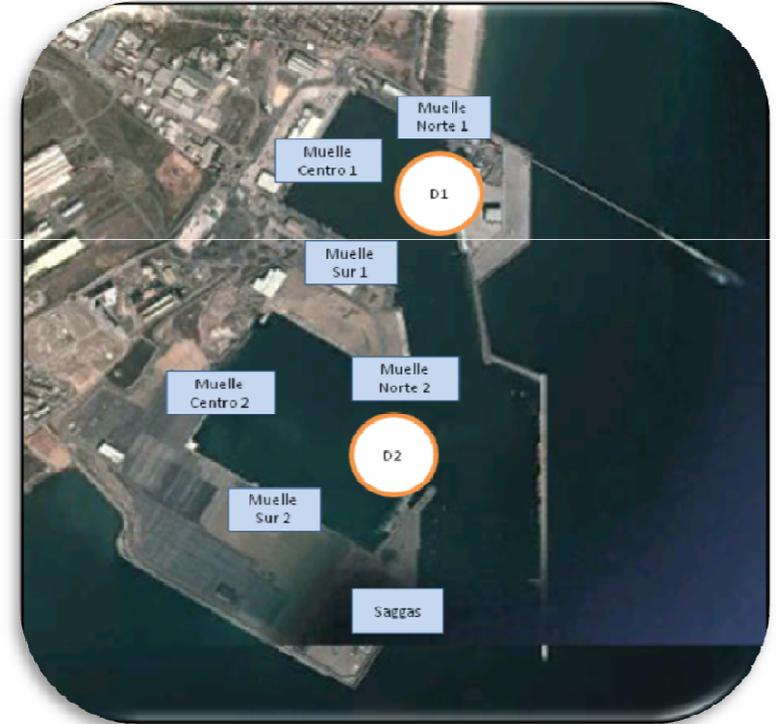 Muelle
Norte 1
Muelle
Centro 1
D1
Muelle
Sur 1
Muelle
Norte 2
Muelle
Centro 2
D2
Muelle
Sur 2
Saggas